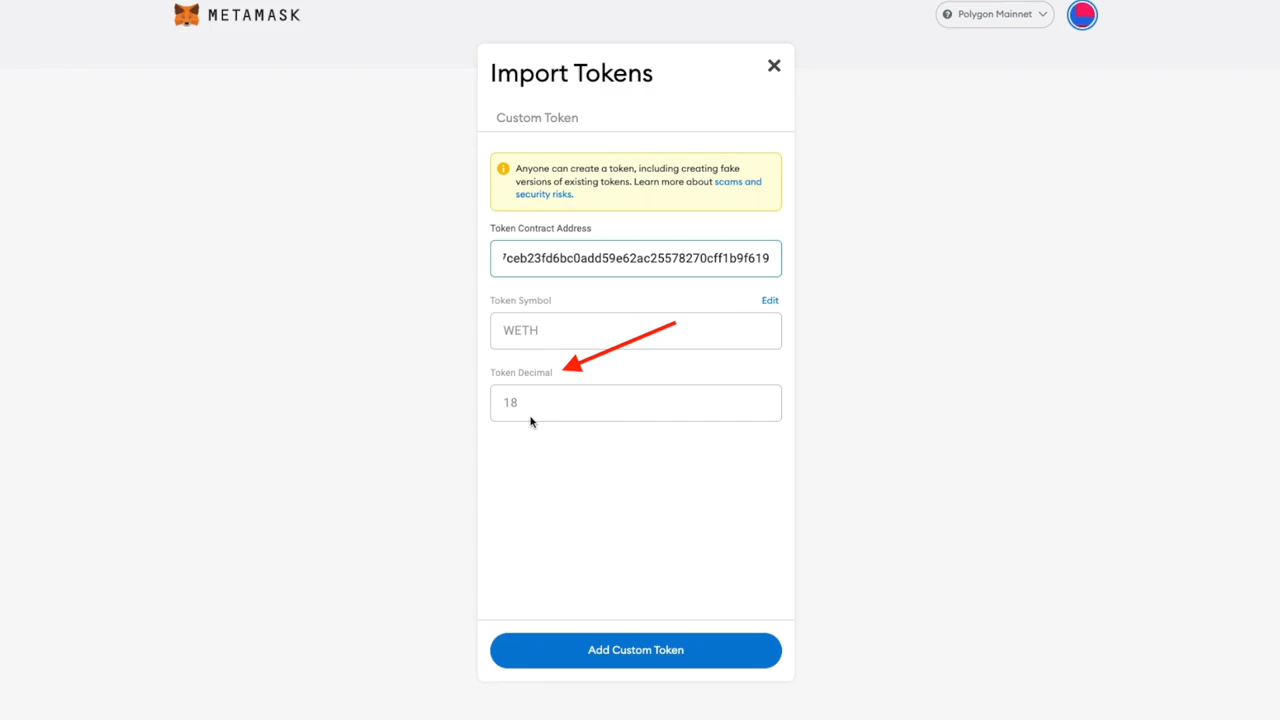 METAMASK
Polygon Mainnet
Import Tokens
Custom Token
Anyone can create a token, including creating fake
versions of existing tokens. Learn more about scams and
security risks.
Token Contract Address
7ceb23fd6bc0add59e62ac25578270cff1b9f619
Token Symbol
Edit
WETH
Token Decimal
18
Add Custom Token